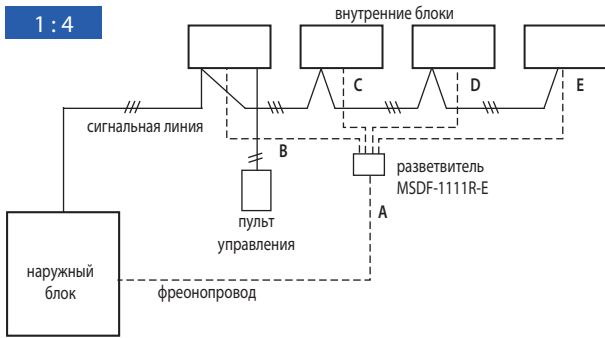 1 : 4
внутренние блоки
C
D
E
сигнальная линия
B
разветвитель
MSDF-1111R-E
A
пульт
управления
наружный
блок
фреонопровод